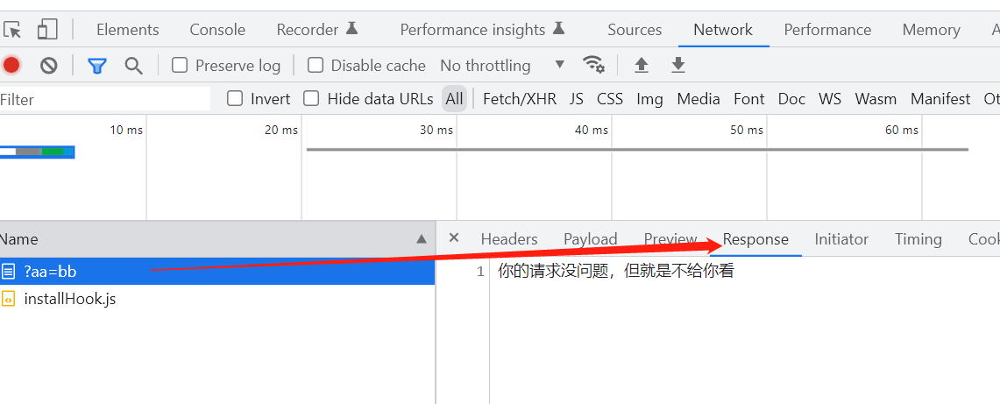 Elements Console Recorder Performance insights Sources Network Performance Memory A
Preserve log Disable cache No throttling
Filter Invert Hide data URLs All Fetch/XHR JS CSS Img Media Font Doc WS Wasm Manifest Ot
10 ms 20 ms 30 ms 40 ms 50 ms 60 ms
Name Headers Payload Preview Response Initiator Timing Cook
?aa=bb 1 你的请求没问题，但就是不给你看
installHook.js